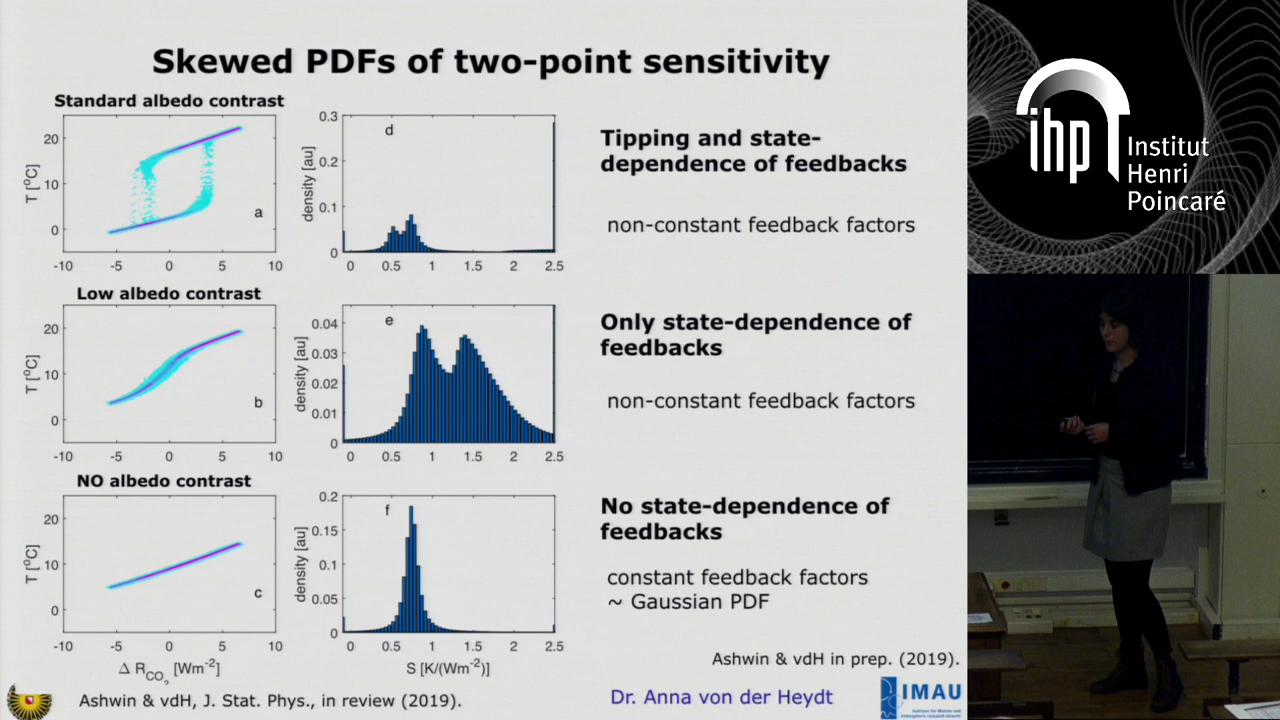 Skewed PDFs of two-point sensitivity
Standard albedo contrast
T [°C]
20
10
0
a
-10 -5 0 5 10
density [au]
0.3
0.2
0.1
0
d
0 0.5 1 1.5 2 2.5
Tipping and state-
dependence of feedbacks
non-constant feedback factors
Low albedo contrast
T [°C]
20
10
0
b
-10 -5 0 5 10
density [au]
0.04
0.03
0.02
0.01
0
e
0 0.5 1 1.5 2 2.5
Only state-dependence of
feedbacks
non-constant feedback factors
NO albedo contrast
T [°C]
20
10
0
c
-10 -5 0 5 10
Δ R_CO₂ [Wm⁻²]
density [au]
0.2
0.15
0.1
0.05
0
f
0 0.5 1 1.5 2 2.5
S [K/(Wm⁻²)]
No state-dependence of
feedbacks
constant feedback factors
~ Gaussian PDF
Ashwin & vdH in prep. (2019).
Ashwin & vdH, J. Stat. Phys., in review (2019).
Dr. Anna von der Heydt
IMAU
ihp
Institut
Henri
Poincaré